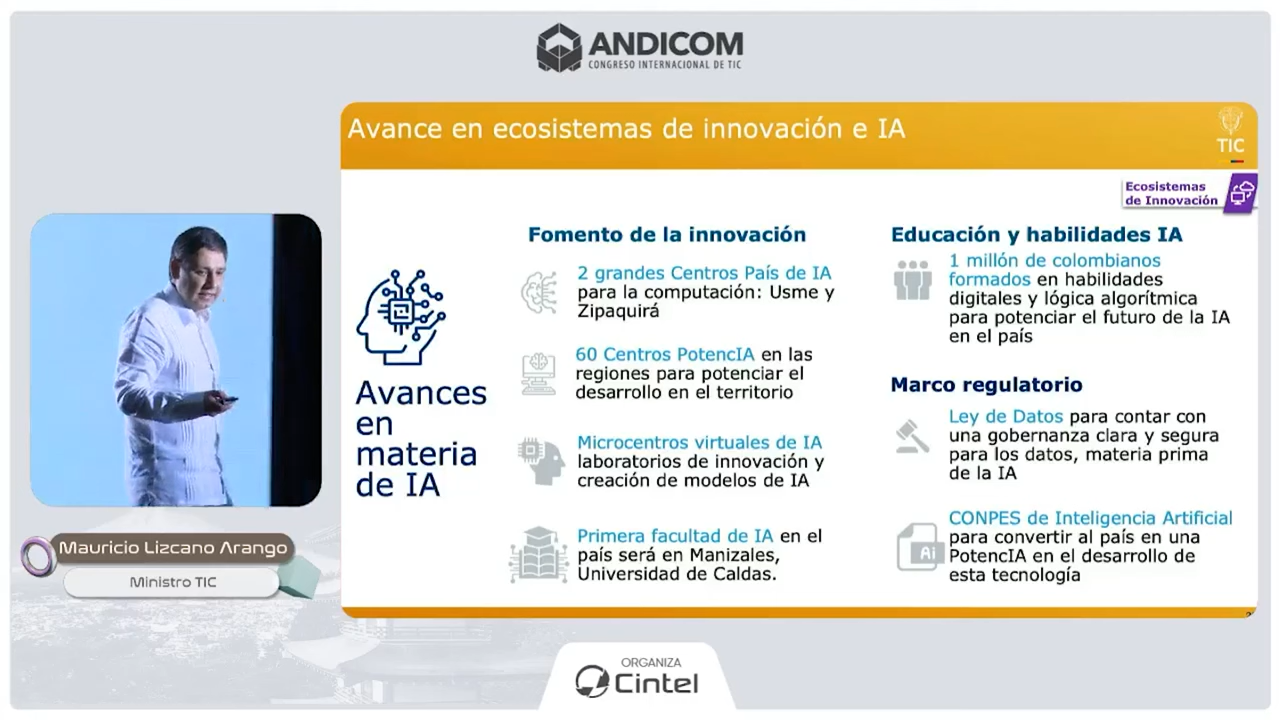 ANDICOM
CONGRESO INTERNACIONAL DE TIC
Avance en ecosistemas de innovación e IA
TIC
Ecosistemas
de Innovación
Avances
en
materia
de IA
Fomento de la innovación
2 grandes Centros País de IA
para la computación: Usme y
Zipaquirá
60 Centros PotencIA en las
regiones para potenciar el
desarrollo en el territorio
Microcentros virtuales de IA
laboratorios de innovación y
creación de modelos de IA
Primera facultad de IA en el
país será en Manizales,
Universidad de Caldas.
Educación y habilidades IA
1 millón de colombianos
formados en habilidades
digitales y lógica algorítmica
para potenciar el futuro de la IA
en el país
Marco regulatorio
Ley de Datos para contar con
una gobernanza clara y segura
para los datos, materia prima
de la IA
CONPES de Inteligencia Artificial
para convertir al país en una
PotencIA en el desarrollo de
esta tecnología
Ai
Mauricio Lizcano Arango
Ministro TIC
ORGANIZA
Cintel